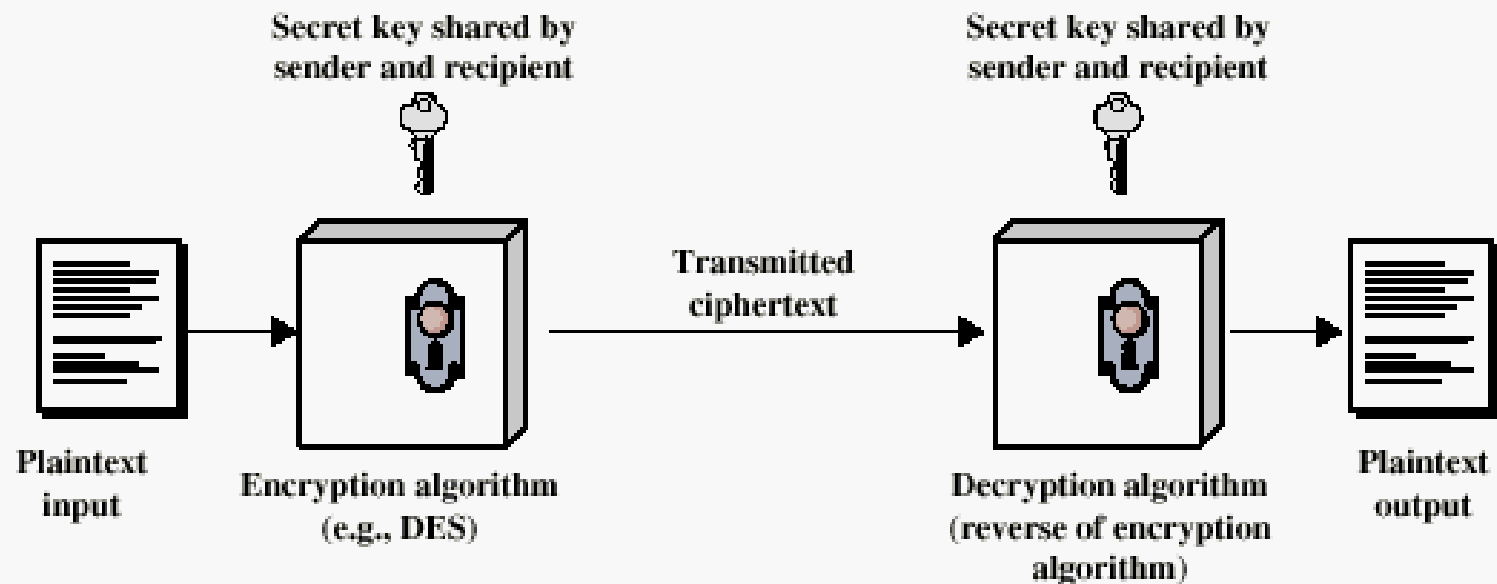 Secret key shared by
sender and recipient
Secret key shared by
sender and recipient
Transmitted
ciphertext
Plaintext
input
Encryption algorithm
(e.g., DES)
Decryption algorithm
(reverse of encryption
algorithm)
Plaintext
output